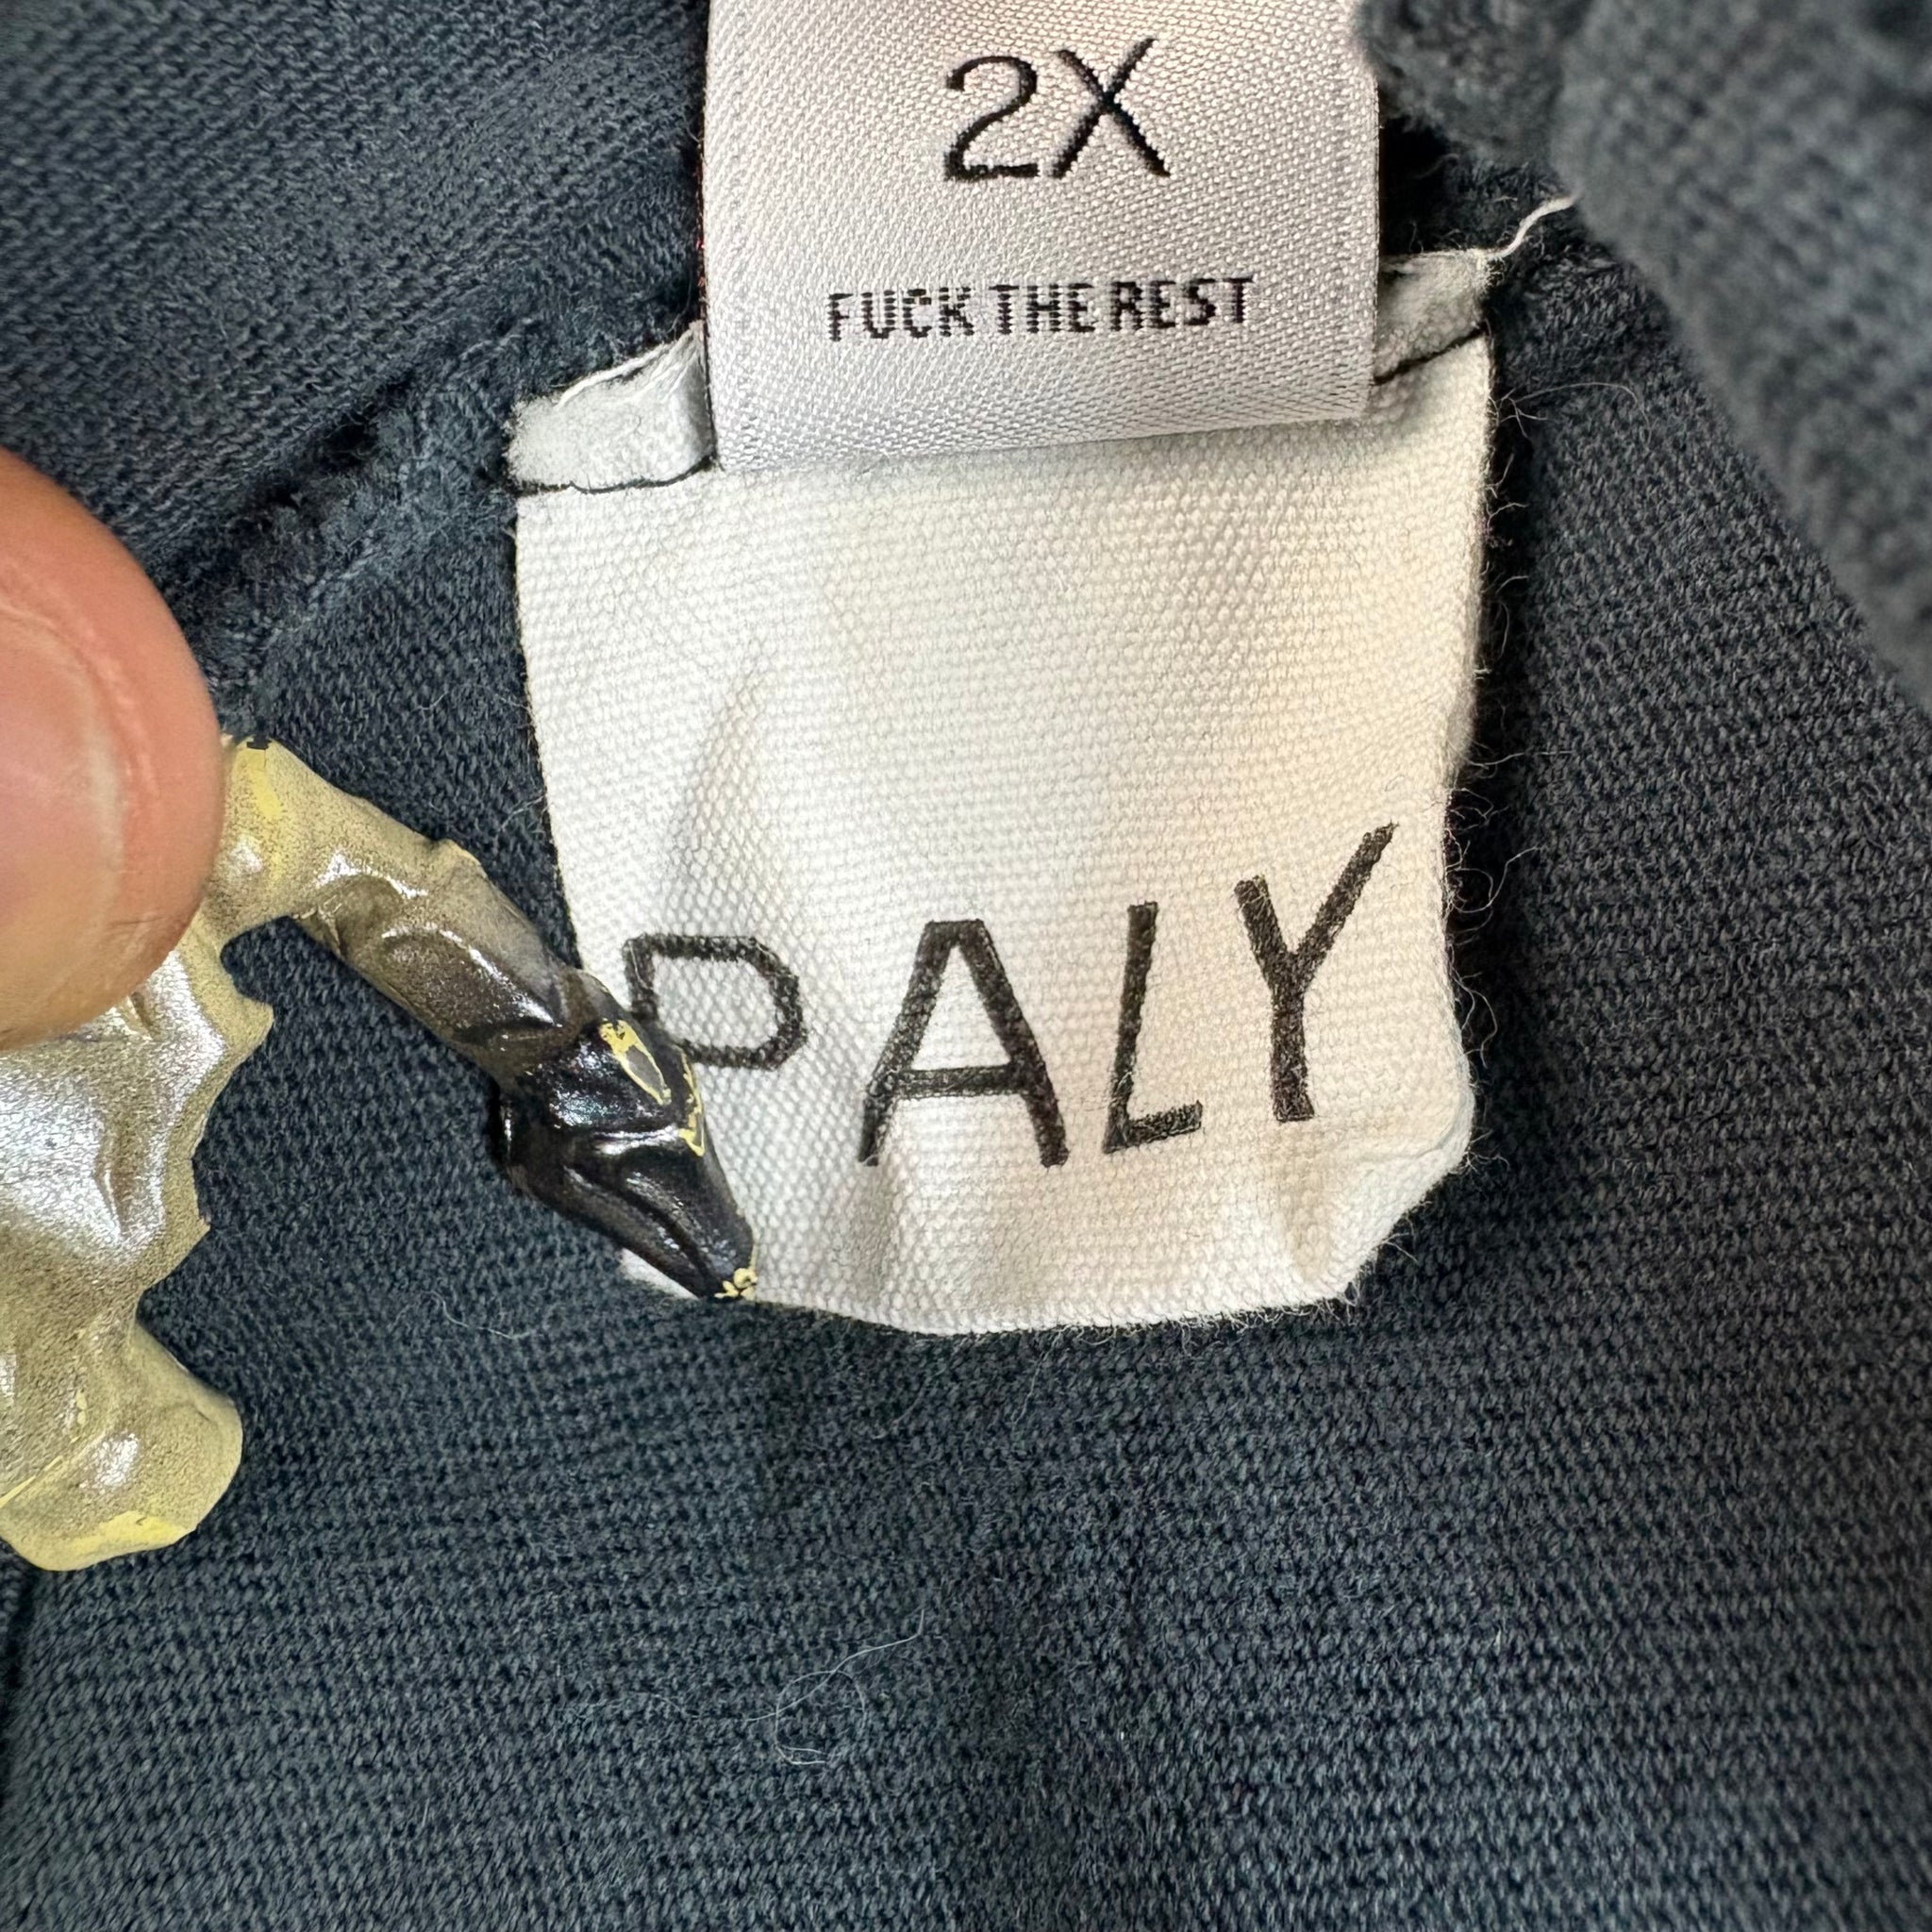 2X
FUCK THE REST
PALY